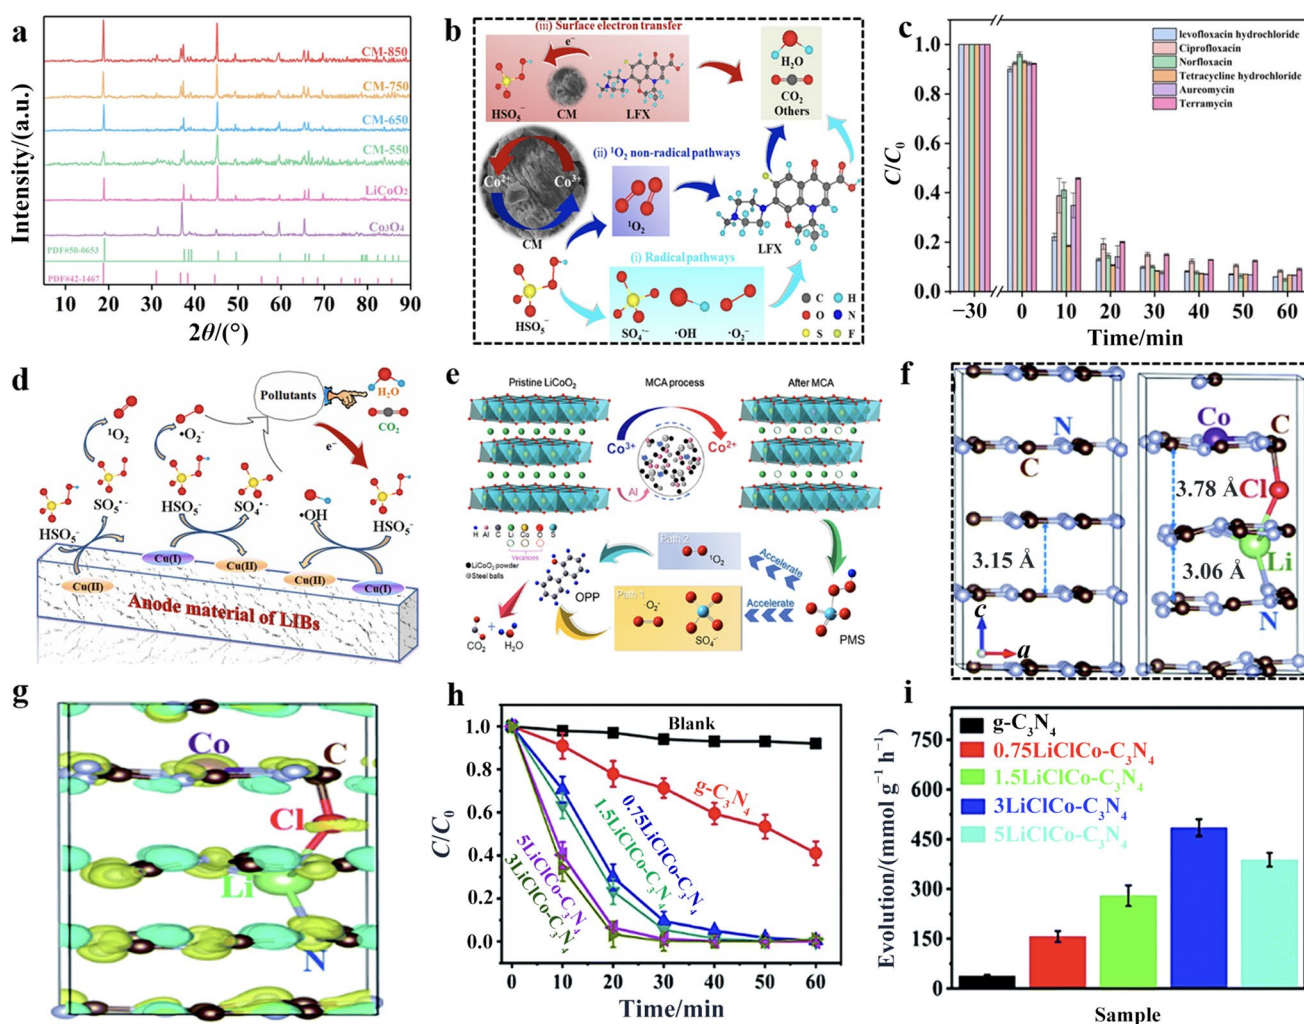 a
CM-850
CM-750
CM-650
CM-550
LiCoO₂
Co₃O₄
PDF#50-0653
PDF#42-1467
Intensity/(a.u.)
10 20 30 40 50 60 70 80 90
2θ/(°)
b
(iii) Surface electron transfer
e⁻
HSO₅⁻
CM
LFX
H₂O
CO₂
Others
(ii) ¹O₂ non-radical pathways
Co²⁺
Co³⁺
CM
¹O₂
LFX
(i) Radical pathways
HSO₅⁻
SO₄•−
·OH
·O₂⁻
C
H
O
N
S
F
c
levofloxacin hydrochloride
Ciprofloxacin
Norfloxacin
Tetracycline hydrochloride
Aureomycin
Terramycin
C/C₀
1.0
0.8
0.6
0.4
0.2
0.0
−30 0 10 20 30 40 50 60
Time/min
d
Pollutants
H₂O
CO₂
¹O₂
•O₂⁻
e⁻
HSO₅⁻
SO₅•−
HSO₅⁻
SO₄•−
•OH
HSO₅⁻
Cu(II)
Cu(I)
Cu(II)
Cu(II)
Cu(I)
Anode material of LIBs
e
Pristine LiCoO₂
MCA process
After MCA
Co³⁺
Co²⁺
Al
H Al C Li Co O S
Vacancies
LiCoO₂ powder
Steel balls
OPP
CO₂
+
H₂O
Path 2
¹O₂
Accelerate
Path 1
·O₂⁻
SO₄•⁻
Accelerate
PMS
f
N
C
3.15 Å
c
a
Co
C
3.78 Å
Cl
Li
3.06 Å
N
g
Co
C
Cl
Li
N
h
Blank
g-C₃N₄
0.75LiClCo-C₃N₄
1.5LiClCo-C₃N₄
5LiClCo-C₃N₄
3LiClCo-C₃N₄
C/C₀
1.0
0.8
0.6
0.4
0.2
0.0
0 10 20 30 40 50 60
Time/min
i
g-C₃N₄
0.75LiClCo-C₃N₄
1.5LiClCo-C₃N₄
3LiClCo-C₃N₄
5LiClCo-C₃N₄
Evolution/(mmol g⁻¹ h⁻¹)
750
600
450
300
150
0
Sample